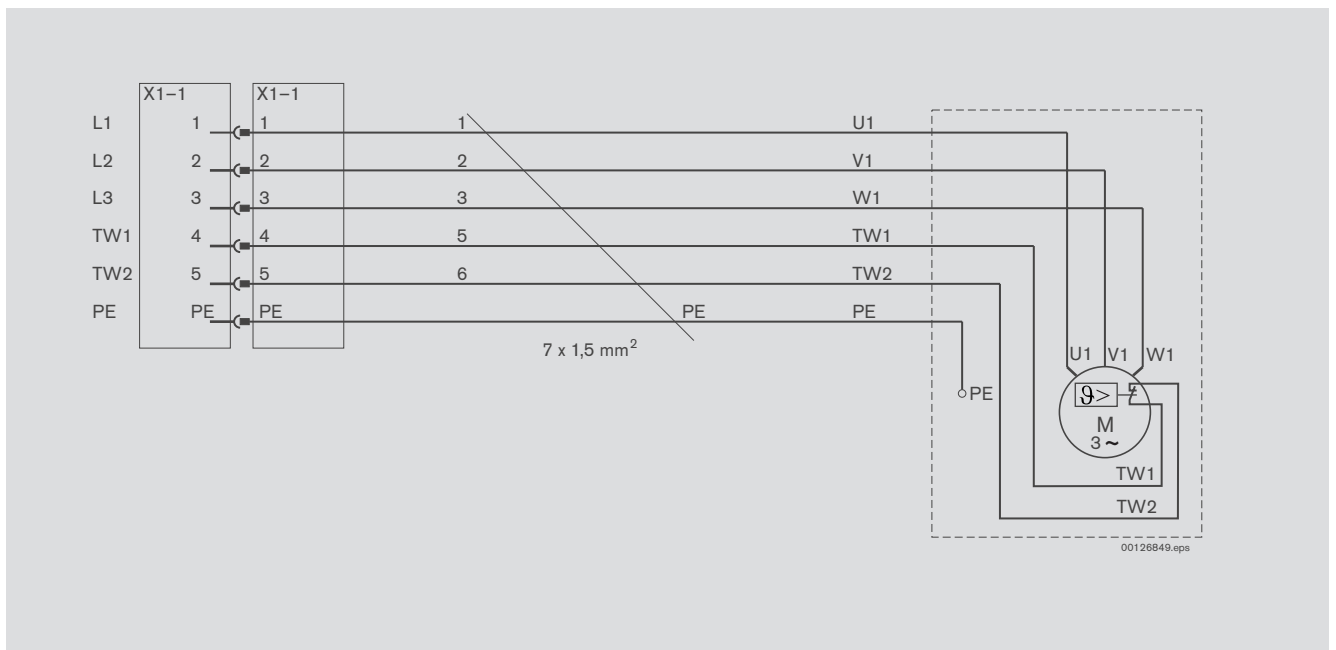 X1–1 X1–1
L1 1 1 1 U1
L2 2 2 2 V1
L3 3 3 3 W1
TW1 4 4 5 TW1
TW2 5 5 6 TW2
PE PE PE PE PE
7 x 1,5 mm²
U1 V1 W1
PE
ϑ>
M
3 ~
TW1
TW2
00126849.eps